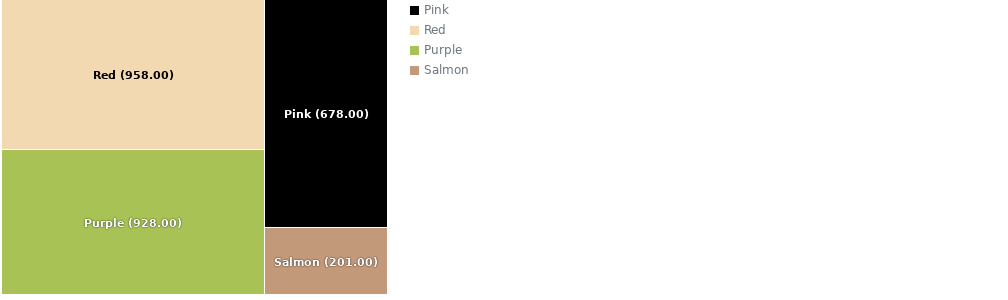 Red (958.00)
Purple (928.00)
Pink (678.00)
Salmon (201.00)
Pink
Red
Purple
Salmon